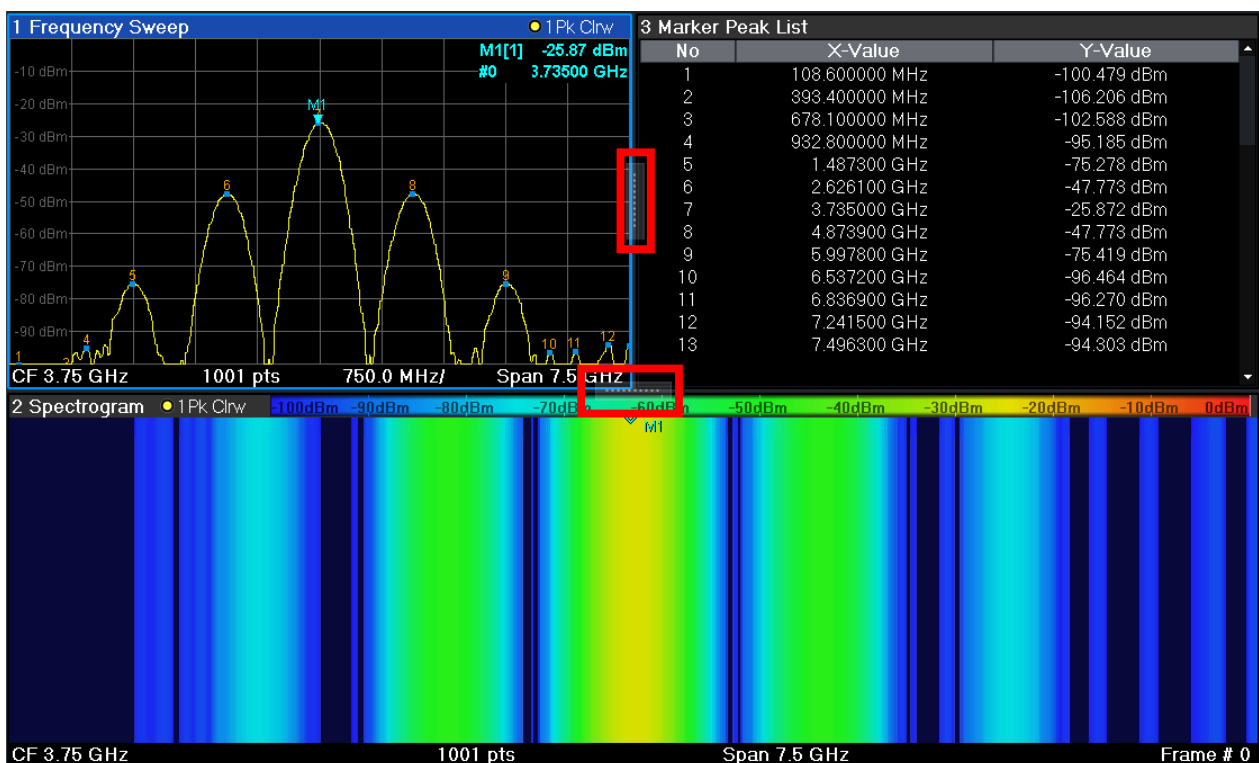 1 Frequency Sweep 1 Pk Clrw
M1[1] -25.87 dBm
#0 3.73500 GHz
-10 dBm
-20 dBm
M1
-30 dBm
-40 dBm
6 8
-50 dBm
-60 dBm
-70 dBm
5 9
-80 dBm
-90 dBm
4 10 11 12
1
CF 3.75 GHz 1001 pts 750.0 MHz/ Span 7.5 GHz
3 Marker Peak List
No X-Value Y-Value
1 108.600000 MHz -100.479 dBm
2 393.400000 MHz -106.206 dBm
3 678.100000 MHz -102.588 dBm
4 932.800000 MHz -95.185 dBm
5 1.487300 GHz -75.278 dBm
6 2.626100 GHz -47.773 dBm
7 3.735000 GHz -25.872 dBm
8 4.873900 GHz -47.773 dBm
9 5.997800 GHz -75.419 dBm
10 6.537200 GHz -96.464 dBm
11 6.836900 GHz -96.270 dBm
12 7.241500 GHz -94.152 dBm
13 7.496300 GHz -94.303 dBm
2 Spectrogram 1 Pk Clrw -100dBm -90dBm -80dBm -70dBm -60dBm -50dBm -40dBm -30dBm -20dBm -10dBm 0dBm
M1
CF 3.75 GHz 1001 pts Span 7.5 GHz Frame # 0